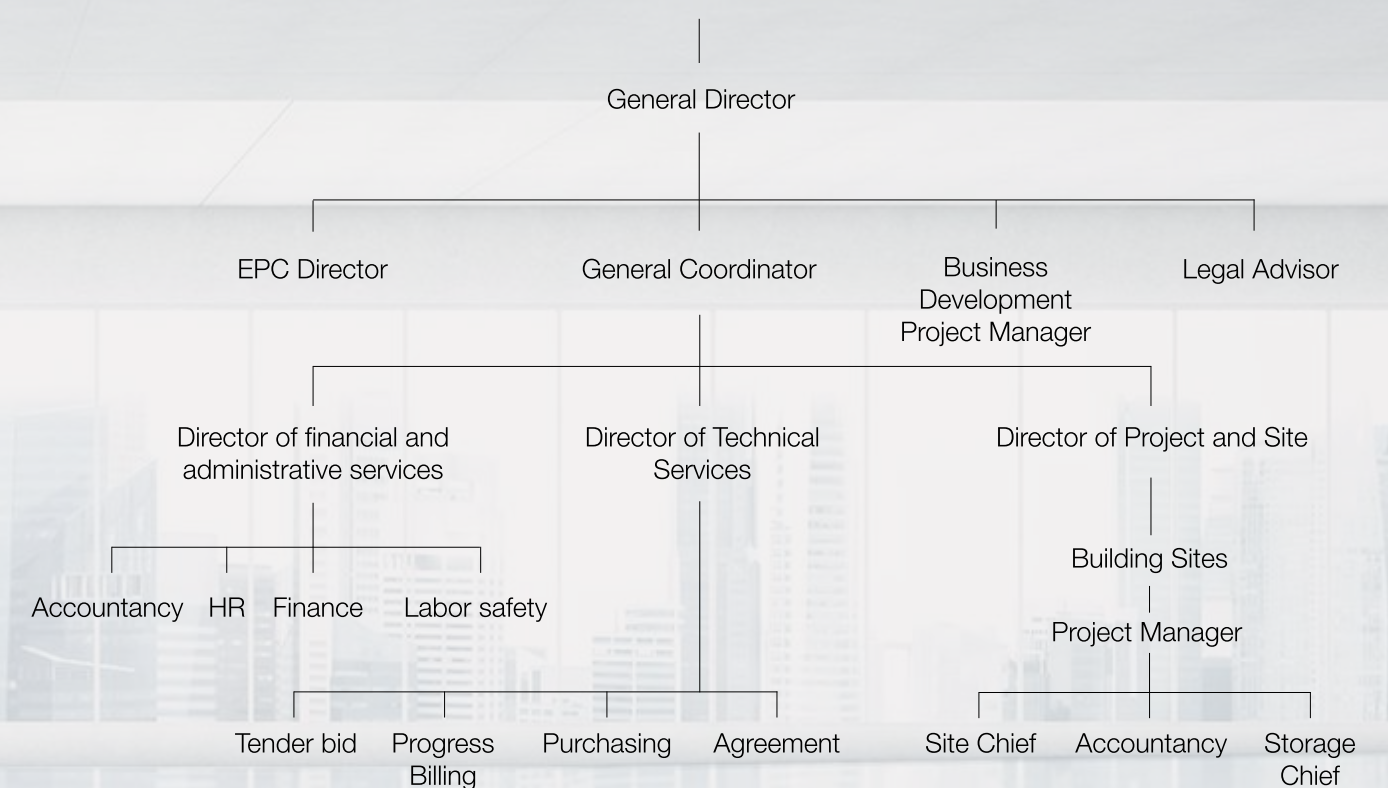 General Director
EPC Director
General Coordinator
Business
Development
Project Manager
Legal Advisor
Director of financial and
administrative services
Director of Technical
Services
Director of Project and Site
Building Sites
Accountancy
HR
Finance
Labor safety
Project Manager
Tender bid
Progress
Billing
Purchasing
Agreement
Site Chief
Accountancy
Storage
Chief